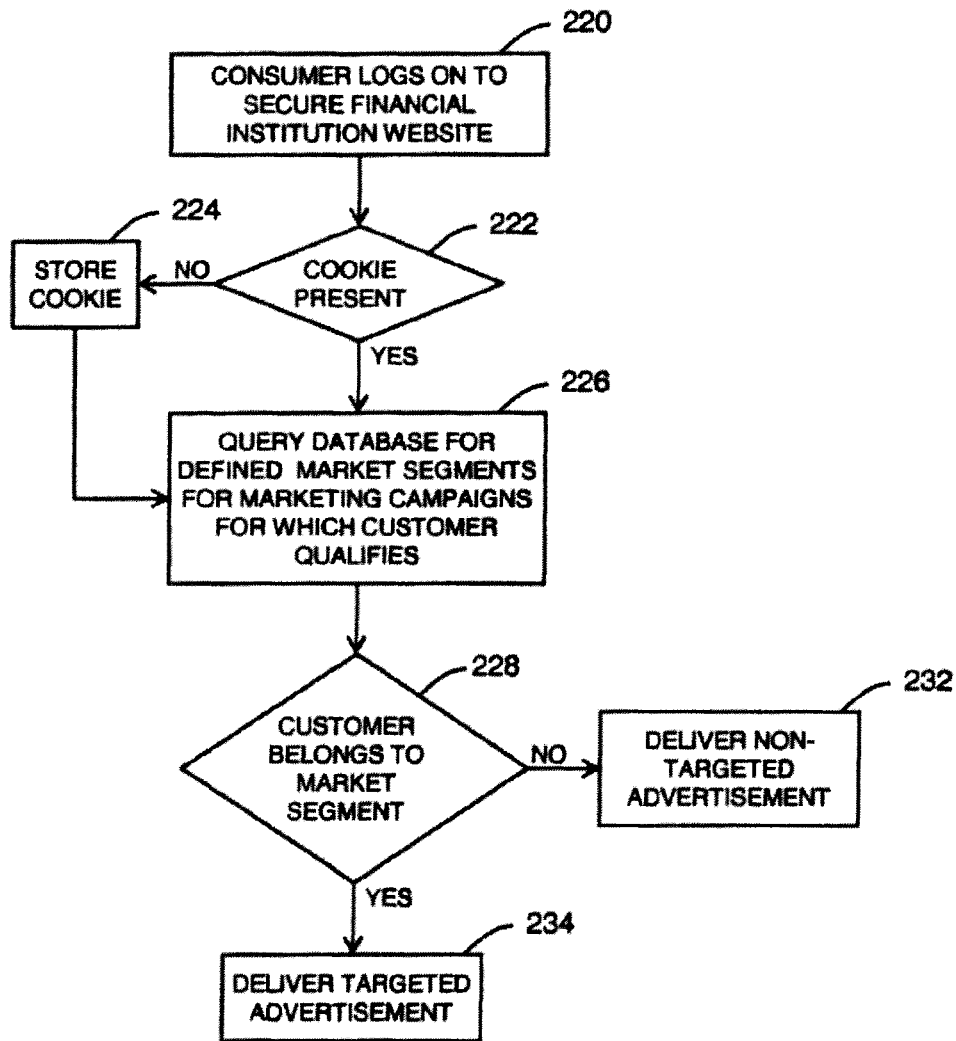 220
CONSUMER LOGS ON TO
SECURE FINANCIAL
INSTITUTION WEBSITE
224
222
STORE
COOKIE
NO
COOKIE
PRESENT
YES
226
QUERY DATABASE FOR
DEFINED MARKET SEGMENTS
FOR MARKETING CAMPAIGNS
FOR WHICH CUSTOMER
QUALIFIES
228
CUSTOMER
BELONGS TO
MARKET
SEGMENT
NO
232
DELIVER NON-
TARGETED
ADVERTISEMENT
YES
234
DELIVER TARGETED
ADVERTISEMENT